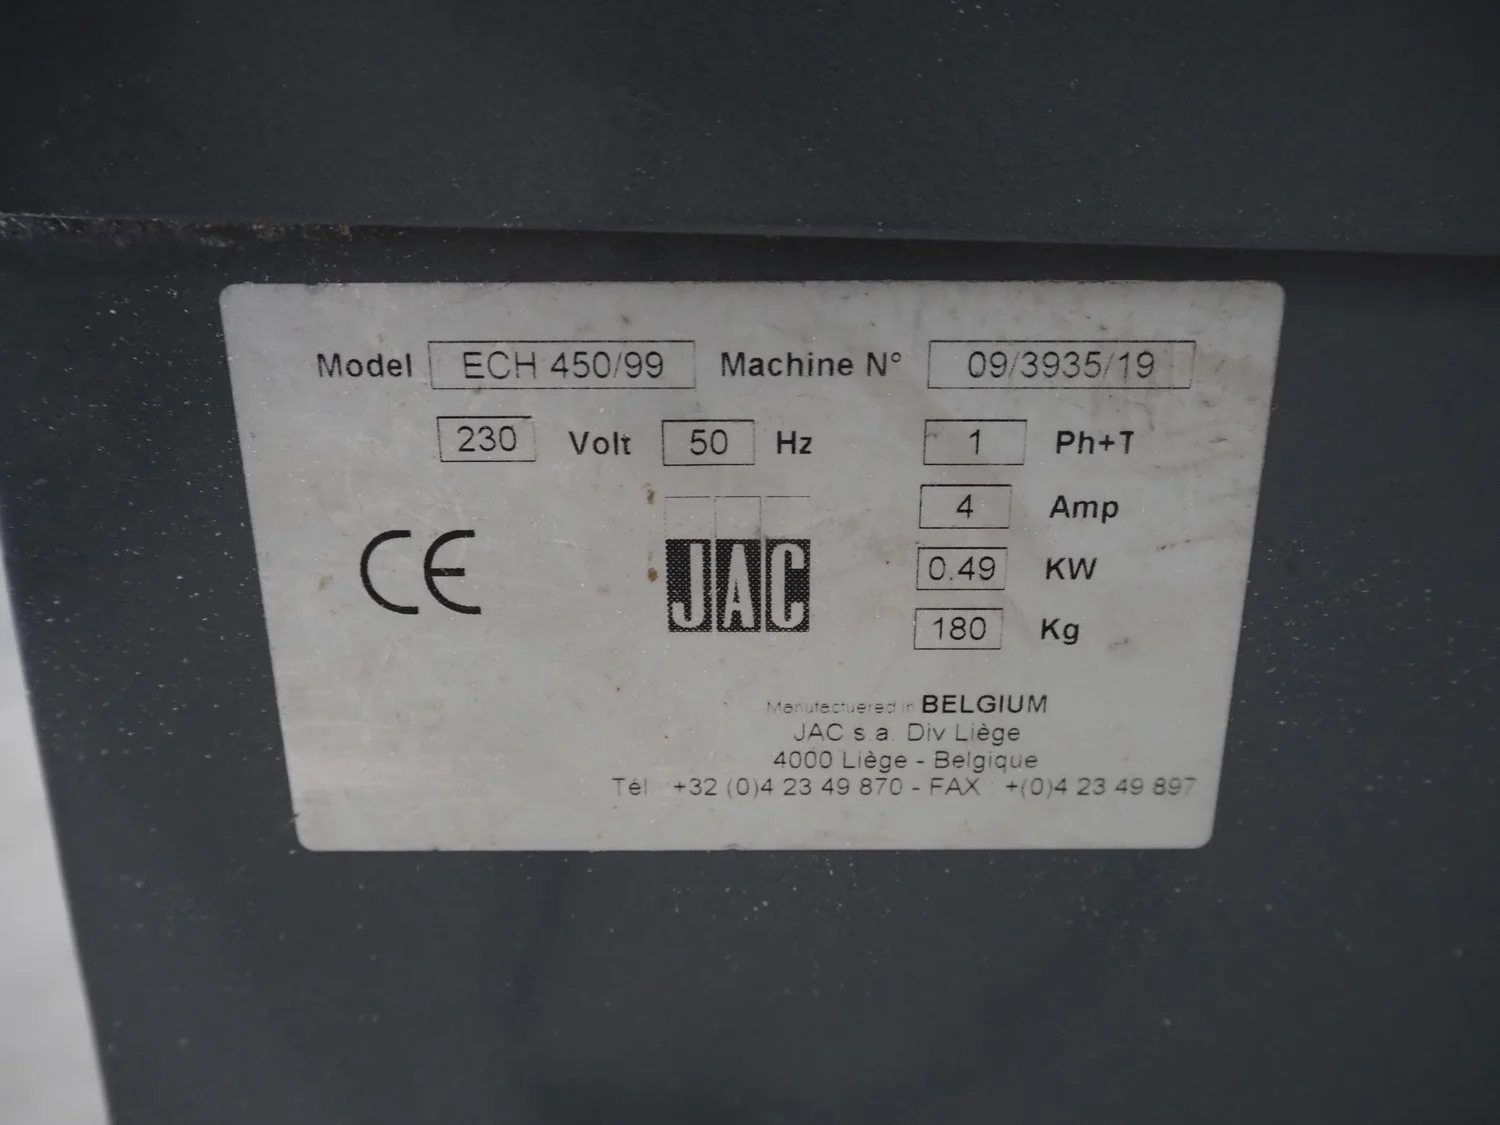 Model ECH 450/99 Machine N° 09/3935/19
230 Volt 50 Hz 1 Ph+T
4 Amp
CE JAC 0.49 KW
180 Kg
Manufactuered in BELGIUM
JAC s.a. Div Liège
4000 Liège - Belgique
Tél +32 (0)4 23 49 870 - FAX : +(0)4 23 49 897